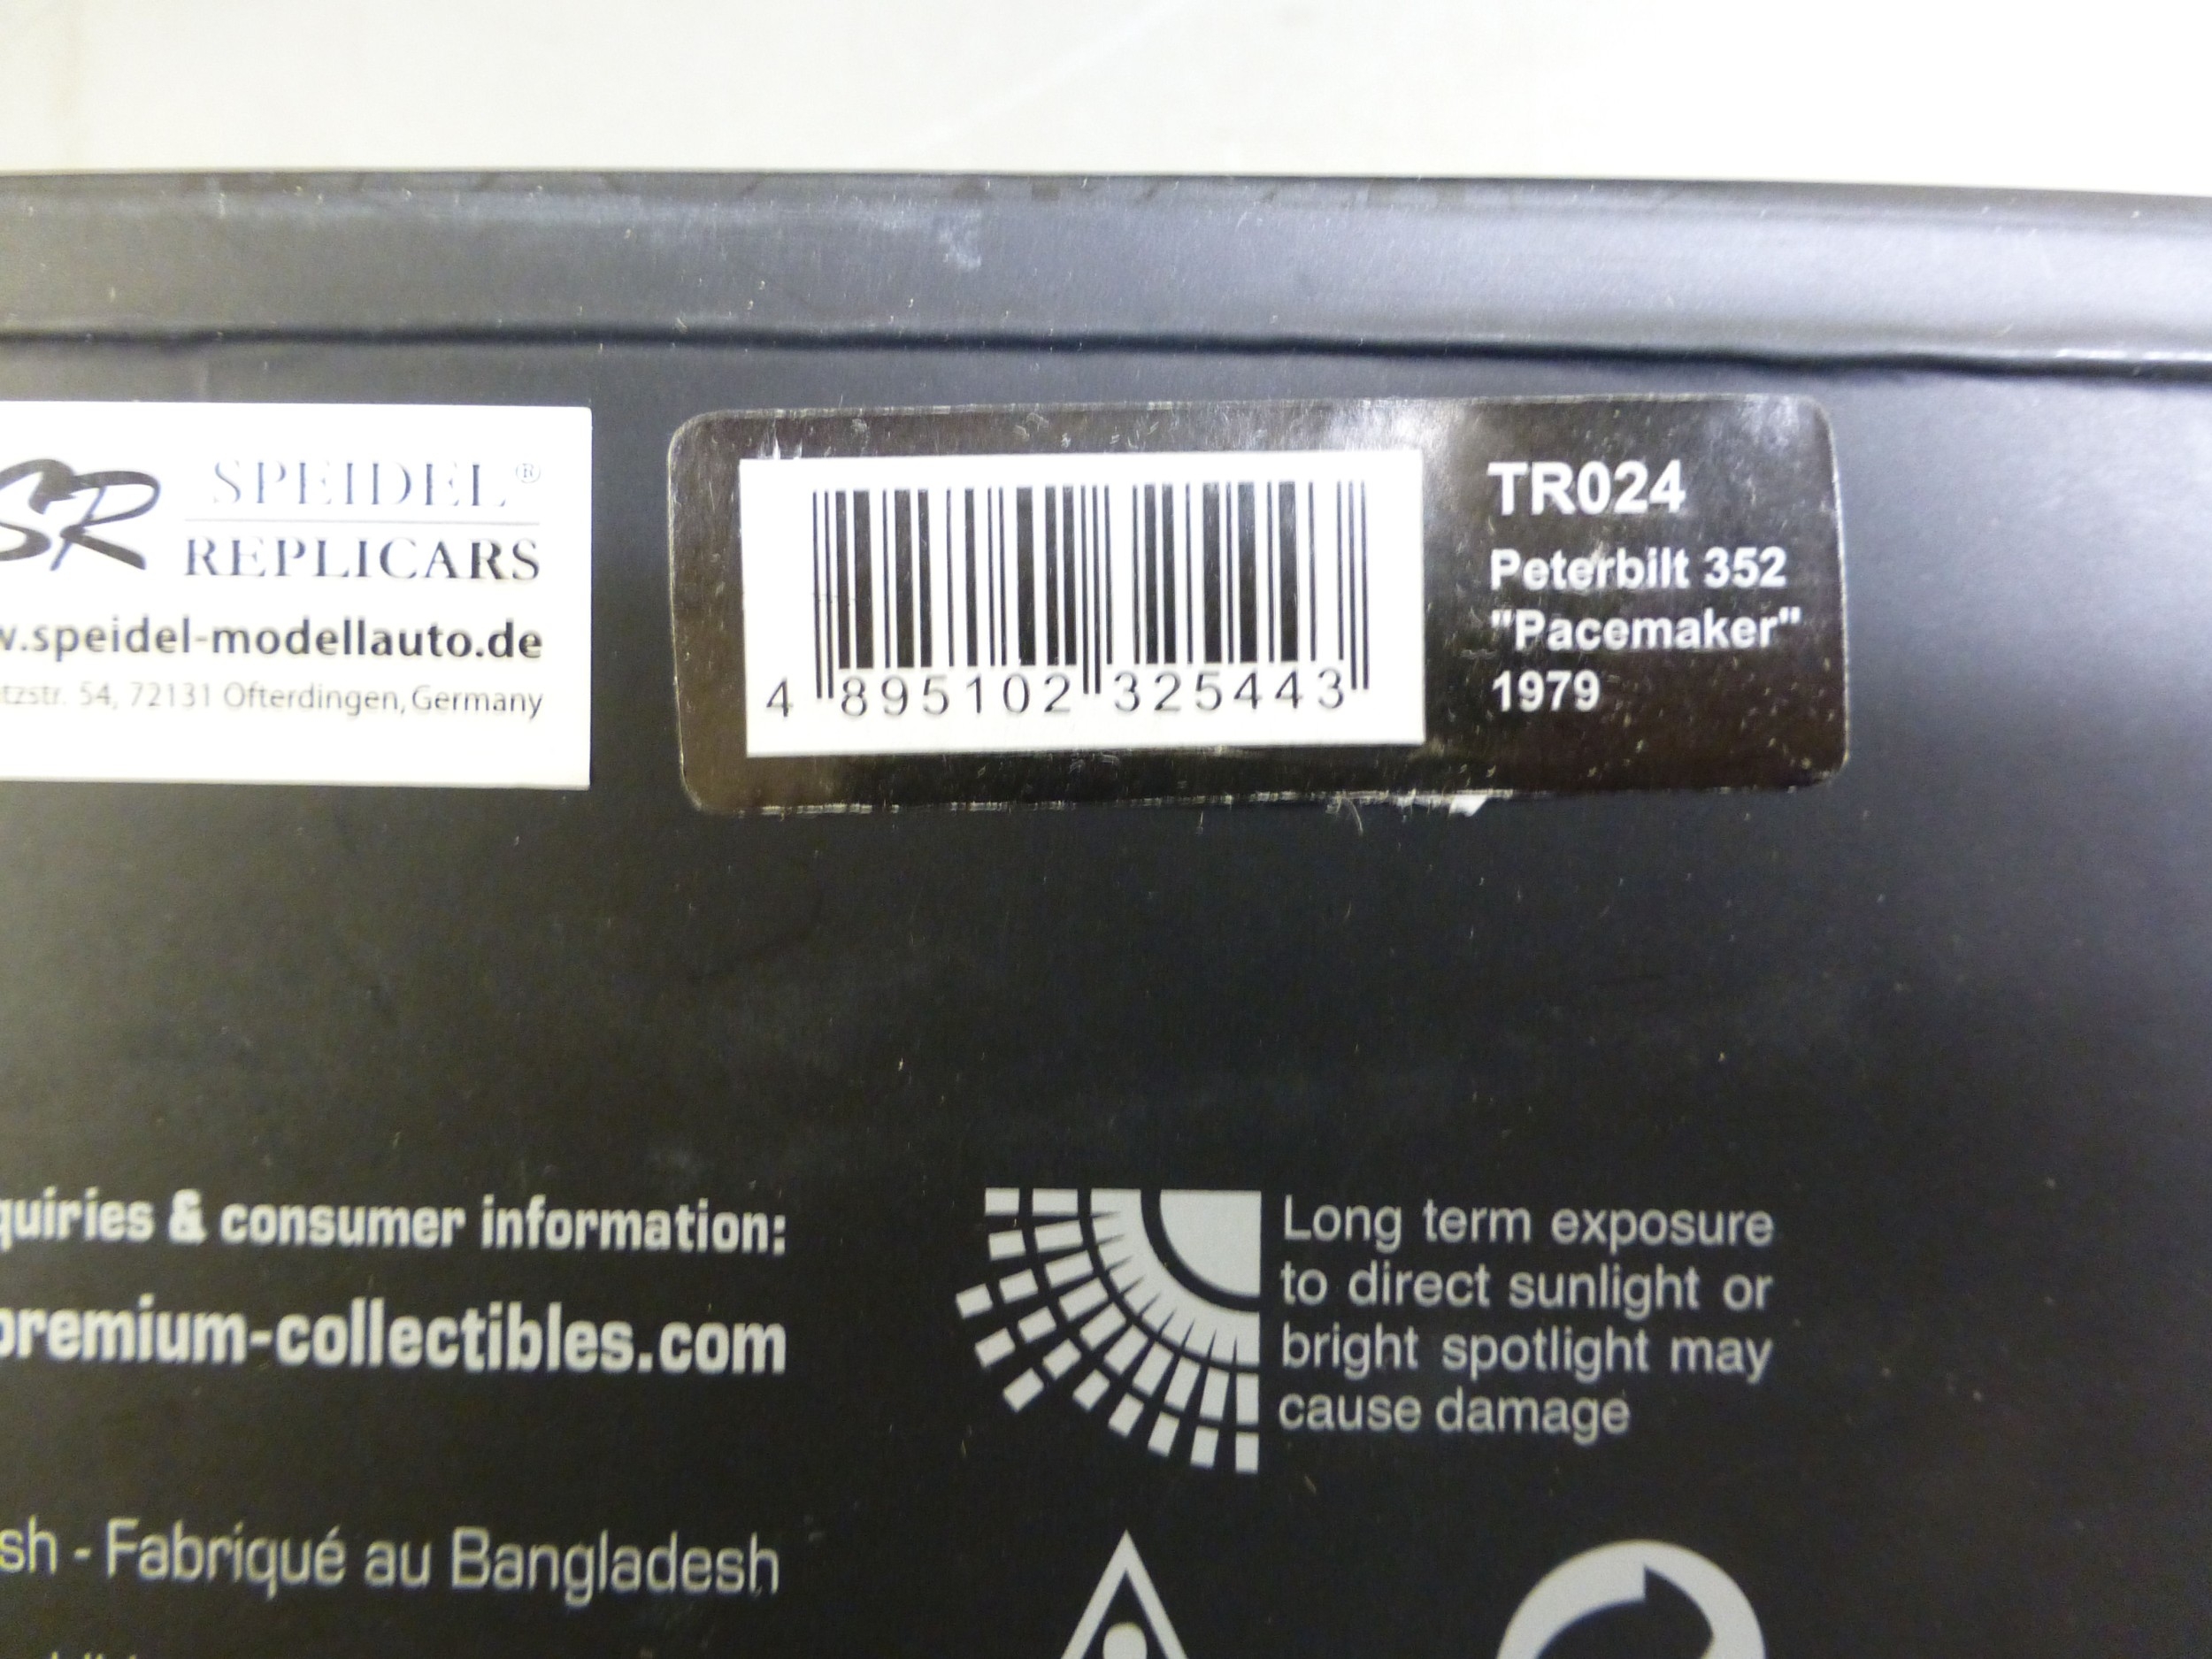 SR SPEIDEL®
REPLICARS
w.speidel-modellauto.de
tzstr. 54, 72131 Ofterdingen, Germany
4 895102 325443
TR024
Peterbilt 352
"Pacemaker"
1979
quiries & consumer information:
premium-collectibles.com
sh - Fabriqué au Bangladesh
Long term exposure
to direct sunlight or
bright spotlight may
cause damage